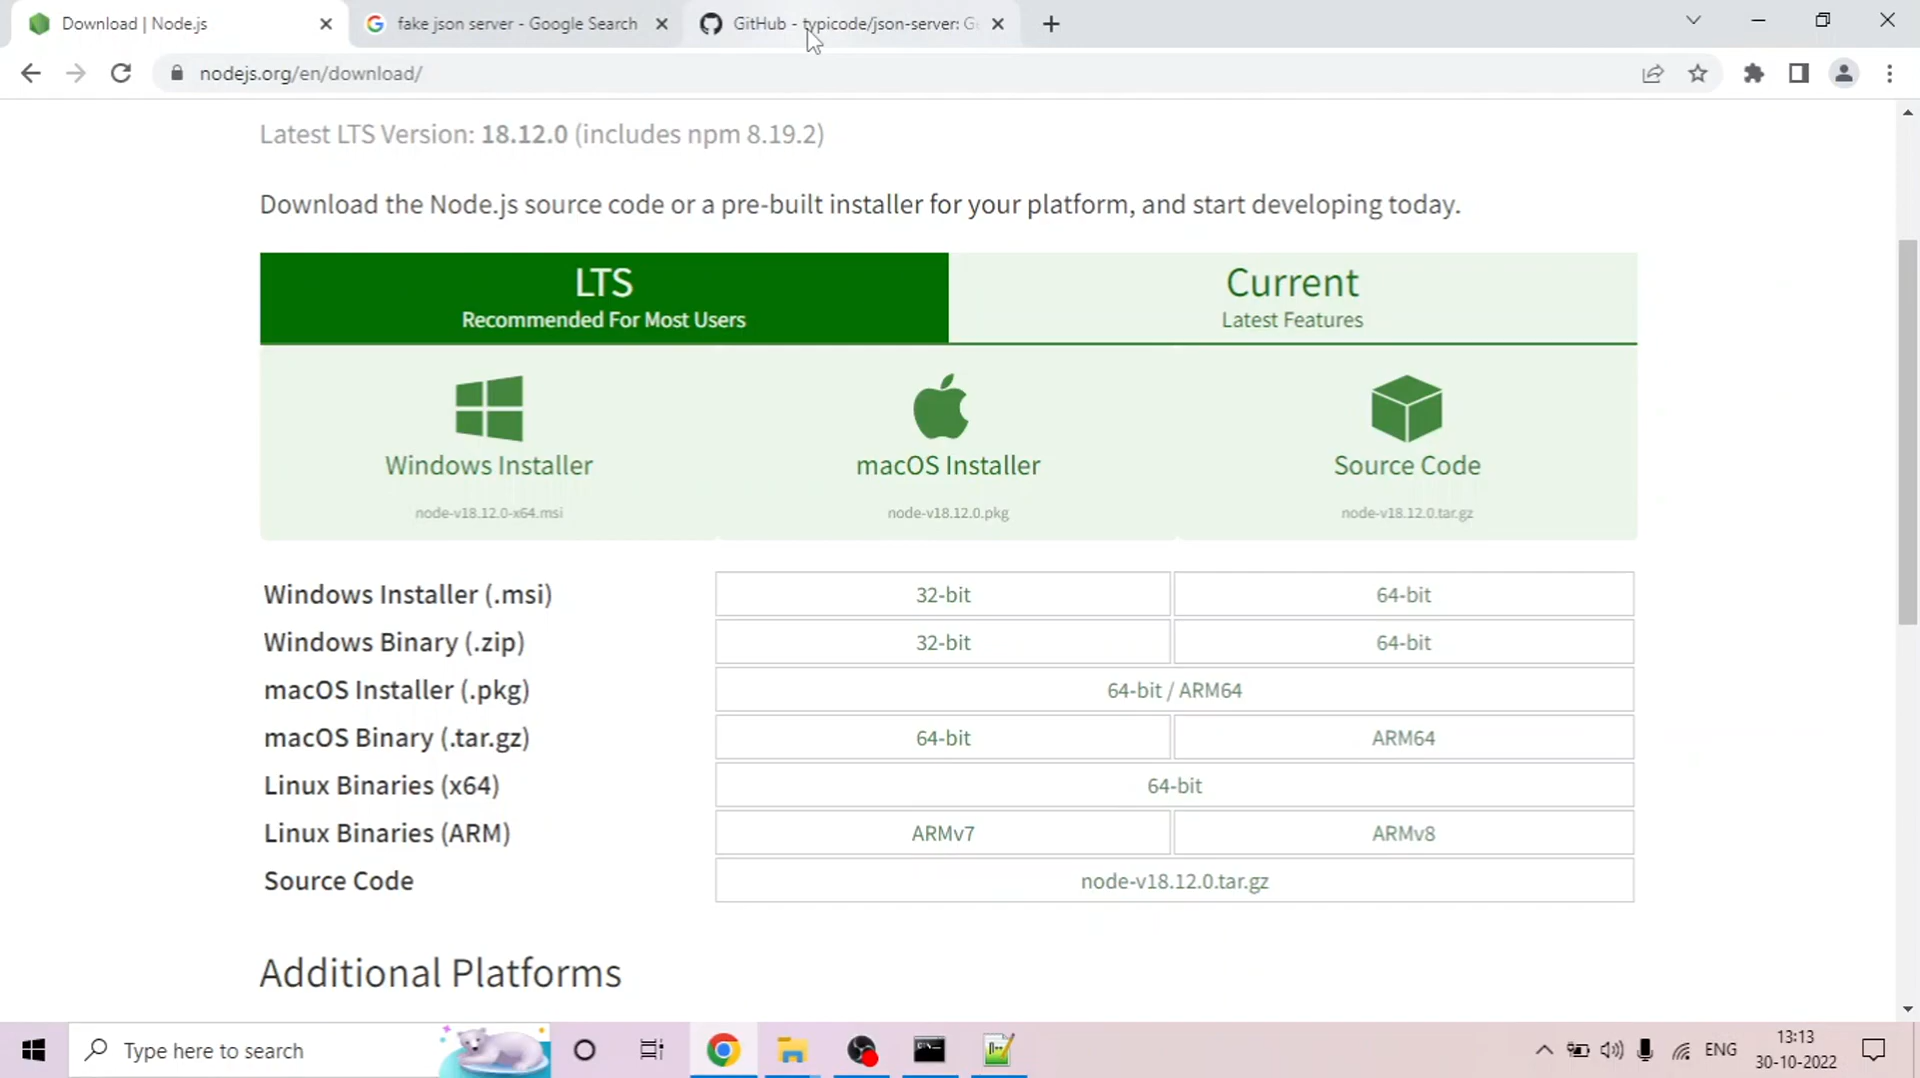 Download | Node.js
fake json server - Google Search
GitHub - typicode/json-server: G
nodejs.org/en/download/
Latest LTS Version: 18.12.0 (includes npm 8.19.2)
Download the Node.js source code or a pre-built installer for your platform, and start developing today.
LTS
Recommended For Most Users
Current
Latest Features
Windows Installer
node-v18.12.0-x64.msi
macOS Installer
node-v18.12.0.pkg
Source Code
node-v18.12.0.tar.gz
Windows Installer (.msi) 32-bit 64-bit
Windows Binary (.zip) 32-bit 64-bit
macOS Installer (.pkg) 64-bit / ARM64
macOS Binary (.tar.gz) 64-bit ARM64
Linux Binaries (x64) 64-bit
Linux Binaries (ARM) ARMv7 ARMv8
Source Code node-v18.12.0.tar.gz
Additional Platforms
Type here to search
ENG
13:13
30-10-2022